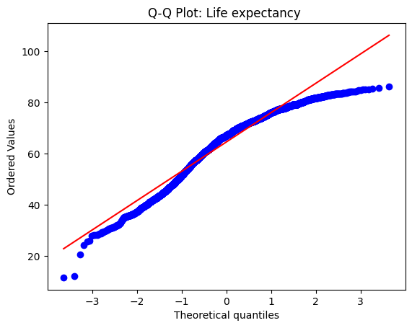 Q-Q Plot: Life expectancy
Ordered Values
100
80
60
40
20
−3 −2 −1 0 1 2 3
Theoretical quantiles